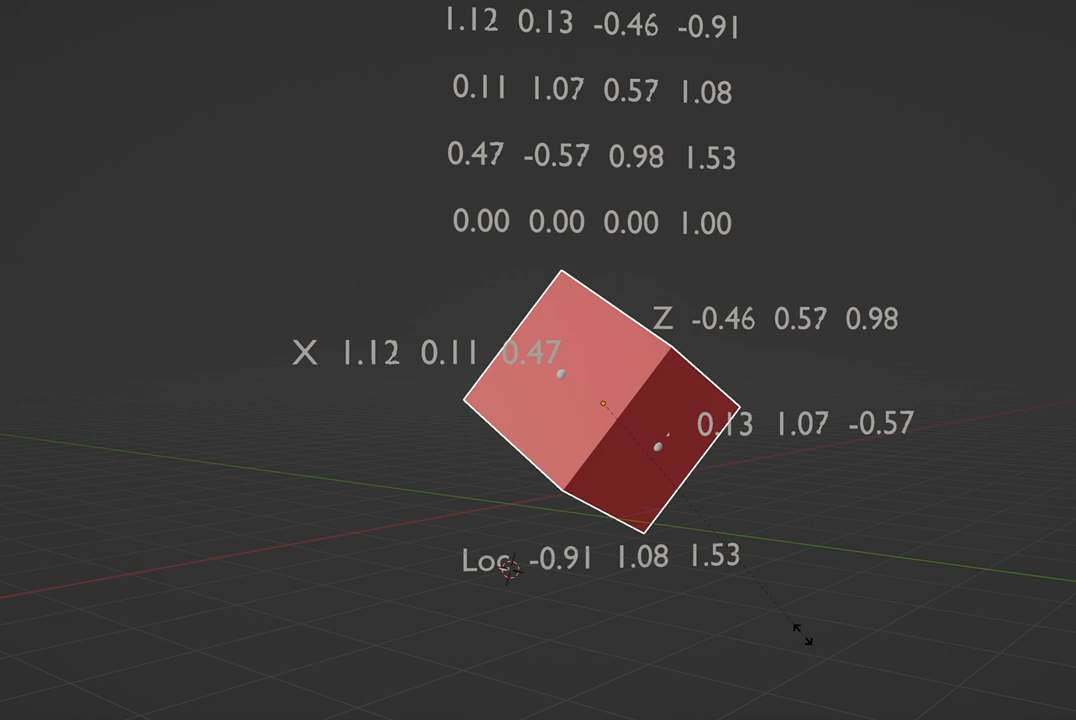 1.12 0.13 -0.46 -0.91
0.11 1.07 0.57 1.08
0.47 -0.57 0.98 1.53
0.00 0.00 0.00 1.00
Z -0.46 0.57 0.98
X 1.12 0.11 0.47
0.13 1.07 -0.57
Loc -0.91 1.08 1.53